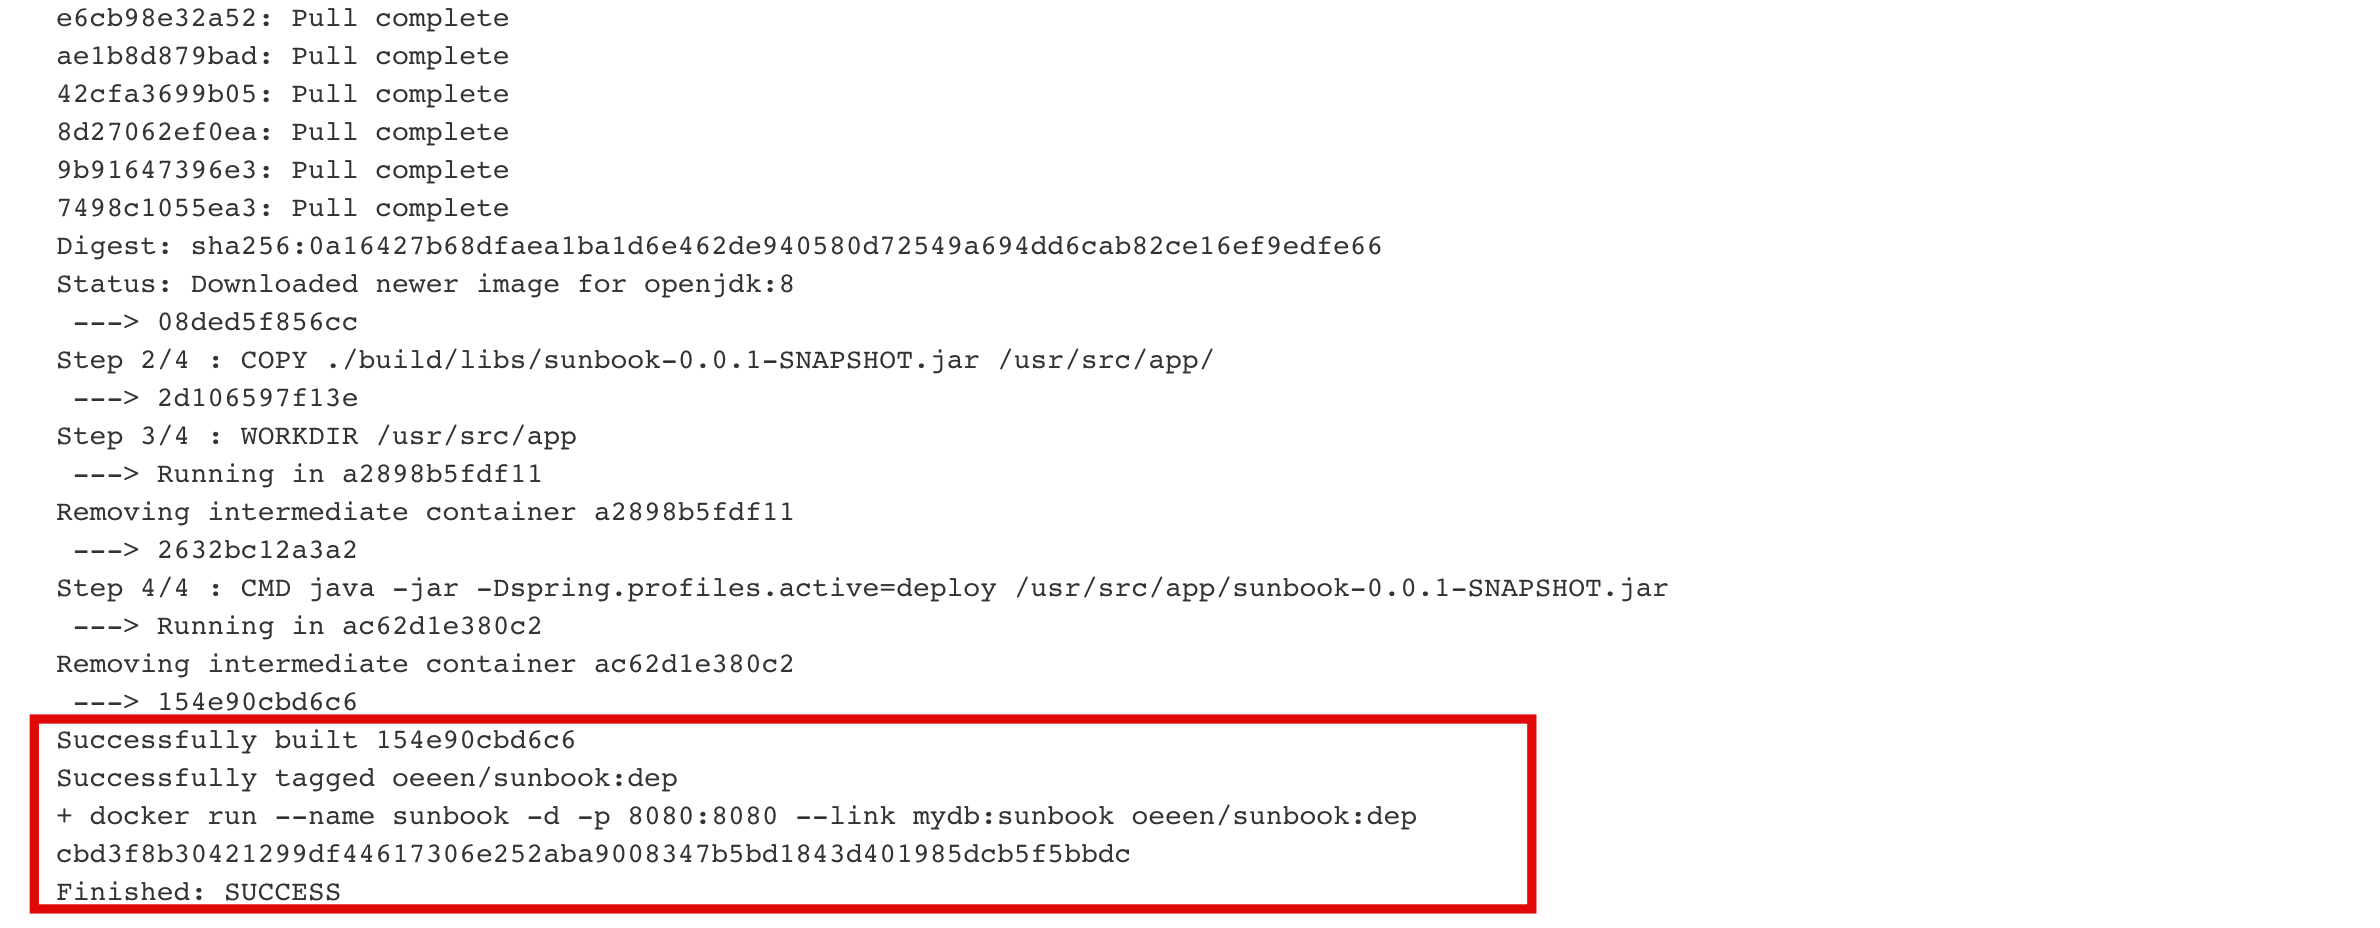 e6cb98e32a52: Pull complete
ae1b8d879bad: Pull complete
42cfa3699b05: Pull complete
8d27062ef0ea: Pull complete
9b91647396e3: Pull complete
7498c1055ea3: Pull complete
Digest: sha256:0a16427b68dfaea1ba1d6e462de940580d72549a694dd6cab82ce16ef9edfe66
Status: Downloaded newer image for openjdk:8
 ---> 08ded5f856cc
Step 2/4 : COPY ./build/libs/sunbook-0.0.1-SNAPSHOT.jar /usr/src/app/
 ---> 2d106597f13e
Step 3/4 : WORKDIR /usr/src/app
 ---> Running in a2898b5fdf11
Removing intermediate container a2898b5fdf11
 ---> 2632bc12a3a2
Step 4/4 : CMD java -jar -Dspring.profiles.active=deploy /usr/src/app/sunbook-0.0.1-SNAPSHOT.jar
 ---> Running in ac62d1e380c2
Removing intermediate container ac62d1e380c2
 ---> 154e90cbd6c6
Successfully built 154e90cbd6c6
Successfully tagged oeeen/sunbook:dep
+ docker run --name sunbook -d -p 8080:8080 --link mydb:sunbook oeeen/sunbook:dep
cbd3f8b30421299df44617306e252aba9008347b5bd1843d401985dcb5f5bbdc
Finished: SUCCESS